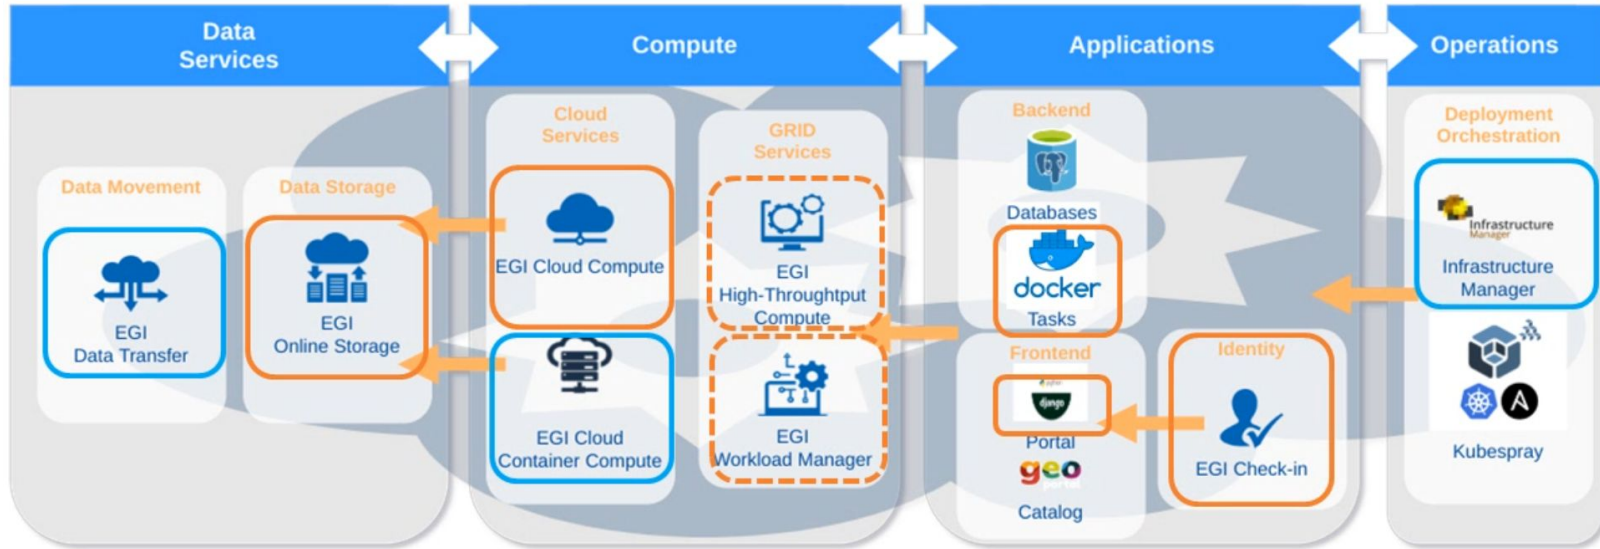 Data
Services
Compute
Applications
Operations
Data Movement
EGI
Data Transfer
Data Storage
EGI
Online Storage
Cloud
Services
EGI Cloud Compute
EGI Cloud
Container Compute
GRID
Services
EGI
High-Throughtput
Compute
EGI
Workload Manager
Backend
Databases
docker
Tasks
Frontend
django
Portal
geo
Catalog
Identity
EGI Check-in
Deployment
Orchestration
Infrastructure
Manager
Infrastructure
Manager
Kubespray